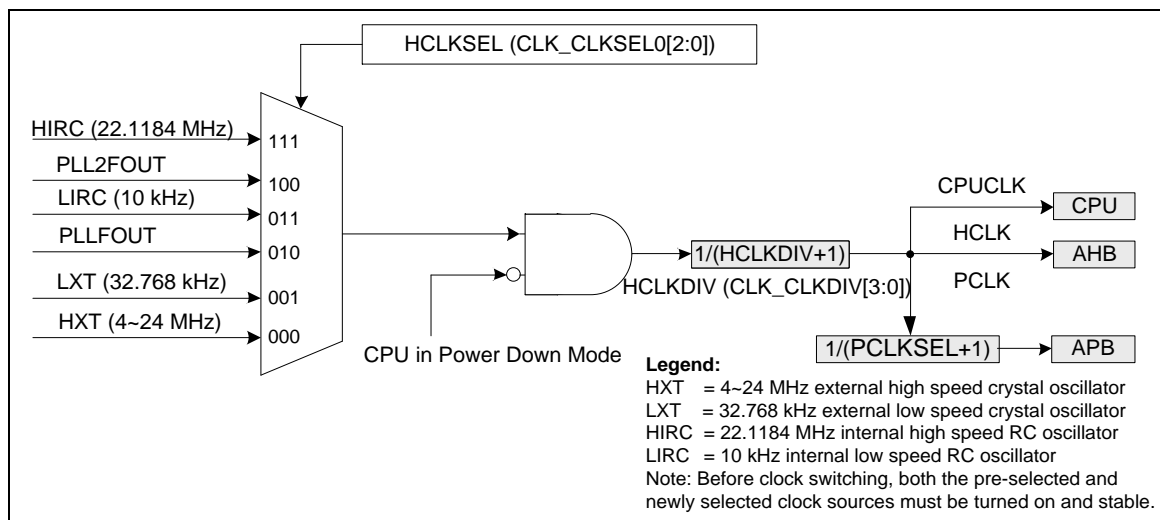 HCLKSEL (CLK_CLKSEL0[2:0])
HIRC (22.1184 MHz)
111
PLL2FOUT
100
LIRC (10 kHz)
011
PLLFOUT
010
LXT (32.768 kHz)
001
HXT (4~24 MHz)
000
CPU in Power Down Mode
1/(HCLKDIV+1)
HCLKDIV (CLK_CLKDIV[3:0])
CPUCLK
CPU
HCLK
AHB
PCLK
1/(PCLKSEL+1)
APB
Legend:
HXT = 4~24 MHz external high speed crystal oscillator
LXT = 32.768 kHz external low speed crystal oscillator
HIRC = 22.1184 MHz internal high speed RC oscillator
LIRC = 10 kHz internal low speed RC oscillator
Note: Before clock switching, both the pre-selected and
newly selected clock sources must be turned on and stable.